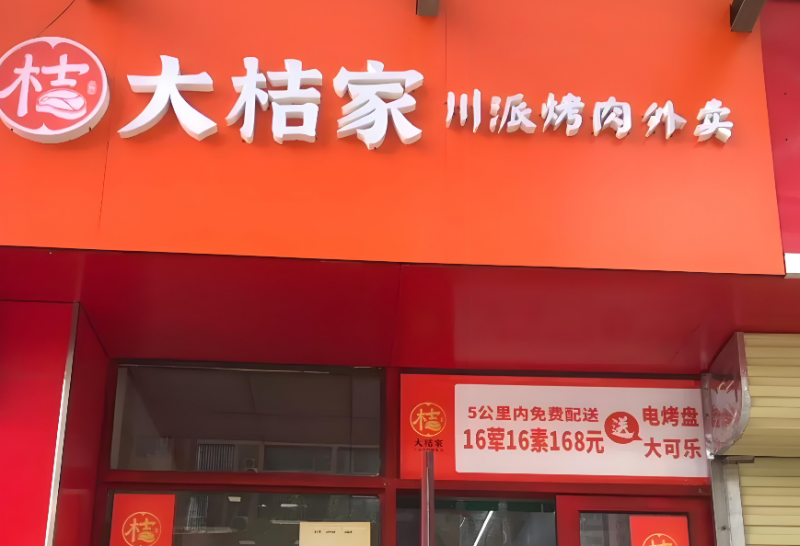 桔
大桔家 川派烤肉外卖
桔
大桔家
5公里内免费配送
16荤16素168元
送
电烤盘
大可乐
桔
桔